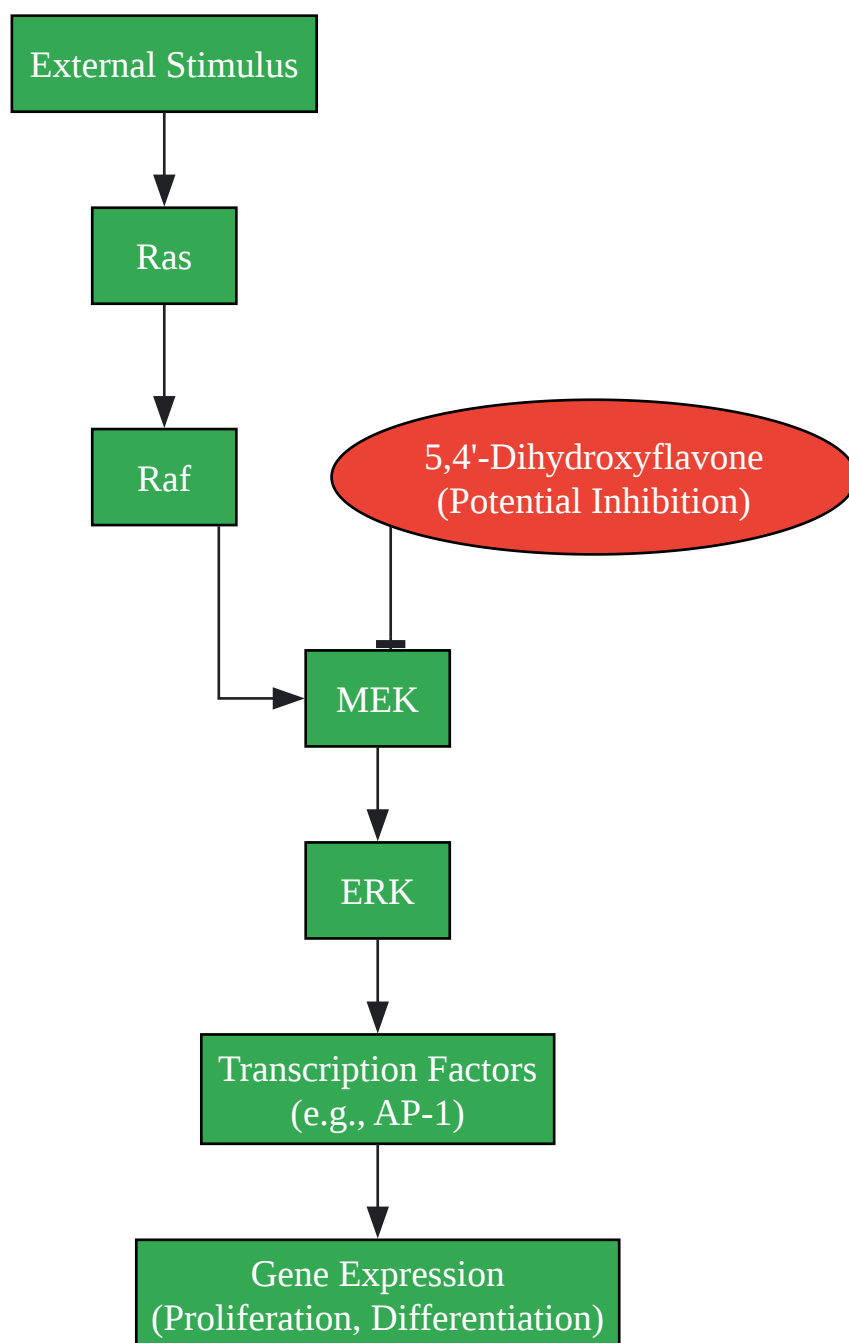 External Stimulus
Ras
Raf
5,4'-Dihydroxyflavone
(Potential Inhibition)
MEK
ERK
Transcription Factors
(e.g., AP-1)
Gene Expression
(Proliferation, Differentiation)